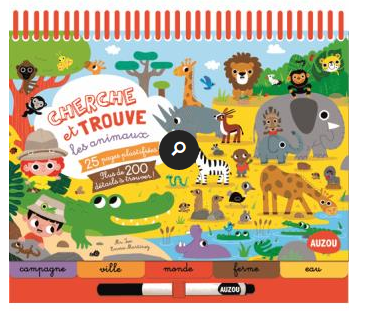 CHERCHE
et TROUVE
les animaux
25 pages plastifiées
Plus de 200
détails à trouver!
AUZOU
campagne
ville
monde
ferme
eau
AUZOU